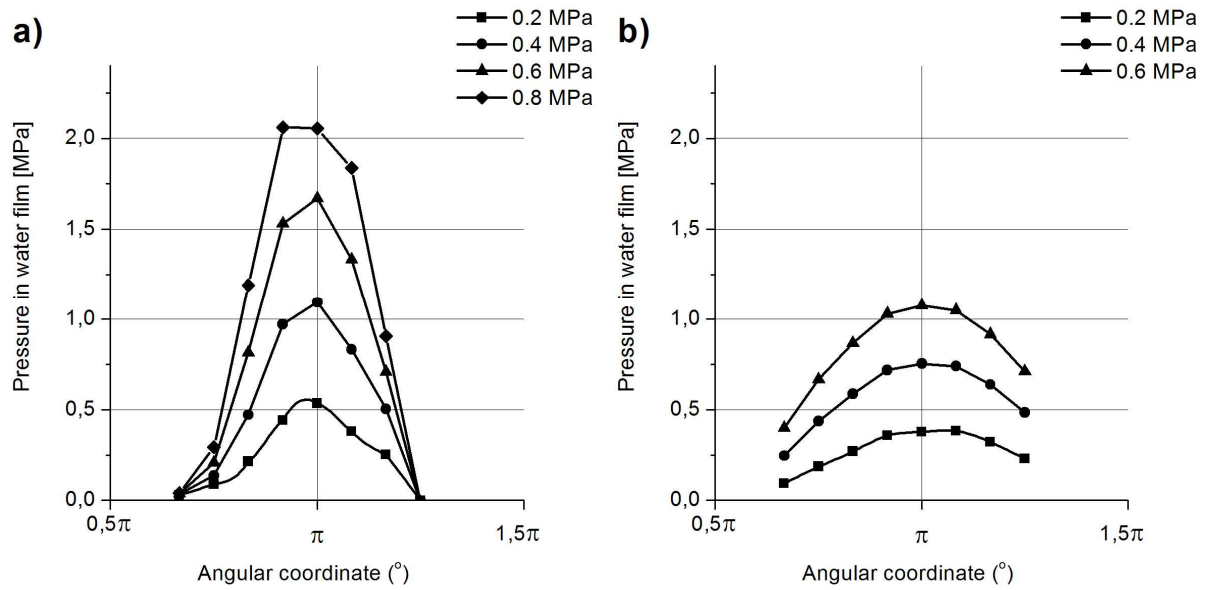 a)
0.2 MPa
0.4 MPa
0.6 MPa
0.8 MPa
Pressure in water film [MPa]
2,0
1,5
1,0
0,5
0,0
0,5π
π
1,5π
Angular coordinate (°)
b)
0.2 MPa
0.4 MPa
0.6 MPa
Pressure in water film [MPa]
2,0
1,5
1,0
0,5
0,0
0,5π
π
1,5π
Angular coordinate (°)